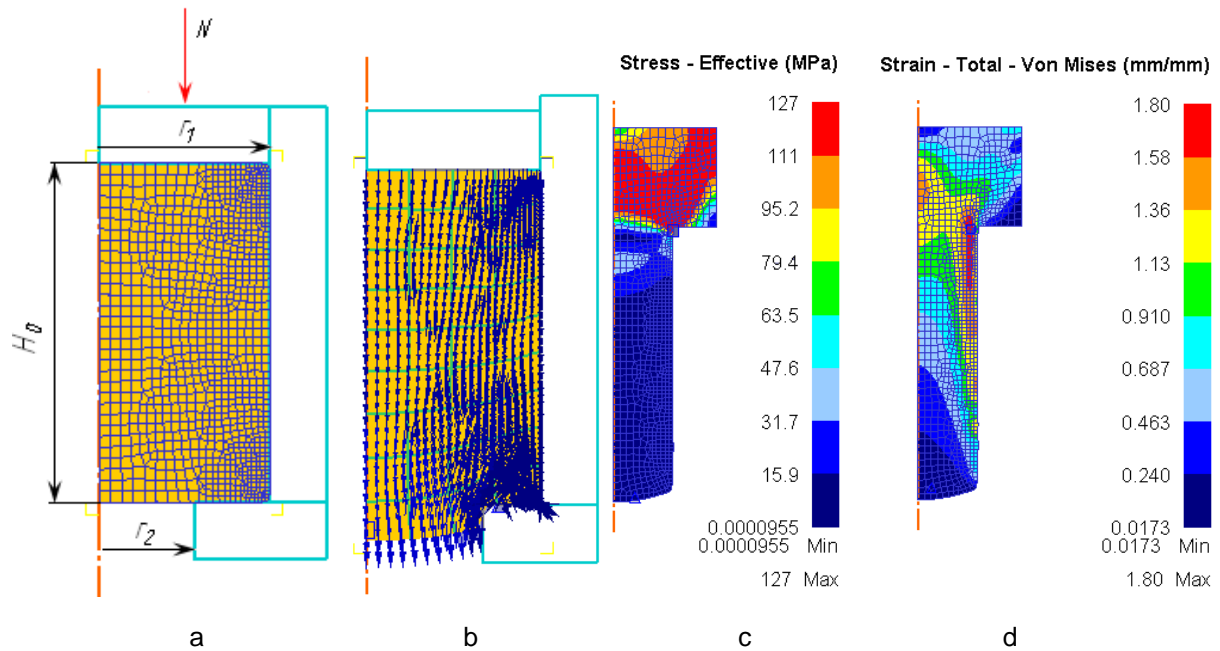 N
r1
H0
r2
Stress - Effective (MPa)
127
111
95.2
79.4
63.5
47.6
31.7
15.9
0.0000955
0.0000955 Min
127 Max
Strain - Total - Von Mises (mm/mm)
1.80
1.58
1.36
1.13
0.910
0.687
0.463
0.240
0.0173
0.0173 Min
1.80 Max
a
b
c
d